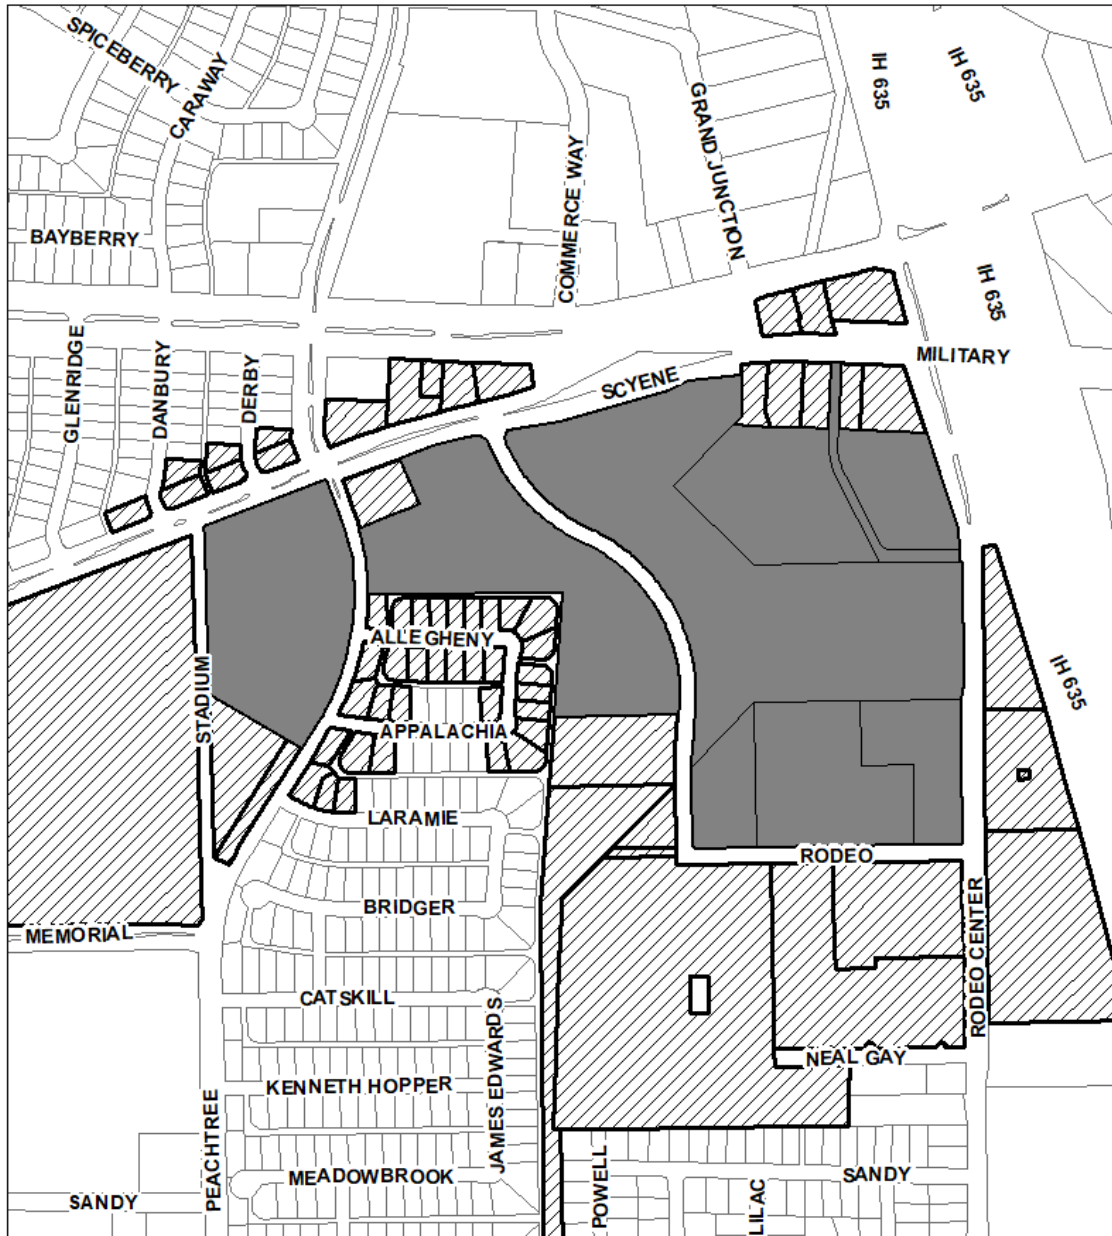 SPICEBERRY
CARAWAY
IH 635
IH 635
GRAND JUNCTION
COMMERCE WAY
BAYBERRY
IH 635
GLENRIDGE
DANBURY
DERBY
MILITARY
SCYENE
ALLEGHENY
STADIUM
APPALACHIA
IH 635
LARAMIE
RODEO
BRIDGER
MEMORIAL
RODEO CENTER
CATSKILL
JAMES EDWARDS
NEAL GAY
KENNETH HOPPER
PEACHTREE
MEADOWBROOK
SANDY
POWELL
LILAC
SANDY